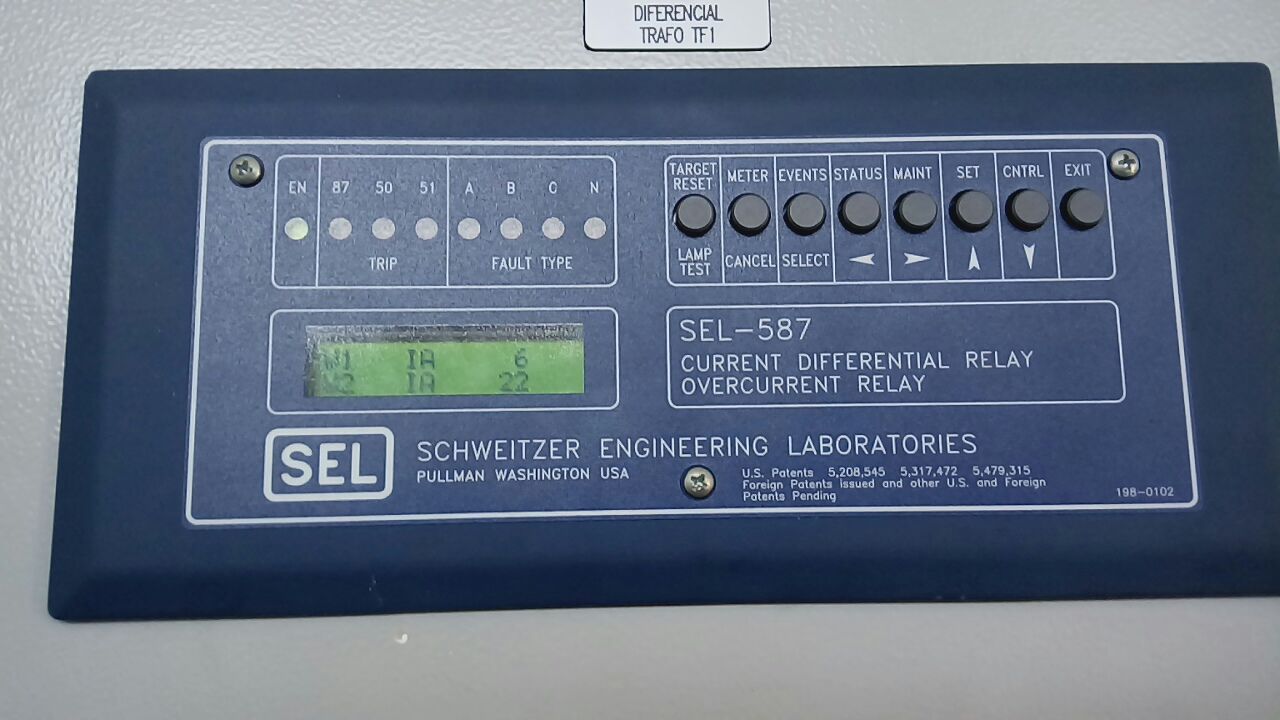 DIFERENCIAL
TRAFO TF1
EN 87 50 51 A B C N
TRIP FAULT TYPE
TARGET RESET METER EVENTS STATUS MAINT SET CNTRL EXIT
LAMP TEST CANCEL SELECT
W1 IA 6
W2 IA 22
SEL-587
CURRENT DIFFERENTIAL RELAY
OVERCURRENT RELAY
SEL
SCHWEITZER ENGINEERING LABORATORIES
PULLMAN WASHINGTON USA
U.S. Patents 5,208,545 5,317,472 5,479,315
Foreign Patents issued and other U.S. and Foreign
Patents Pending
198-0102